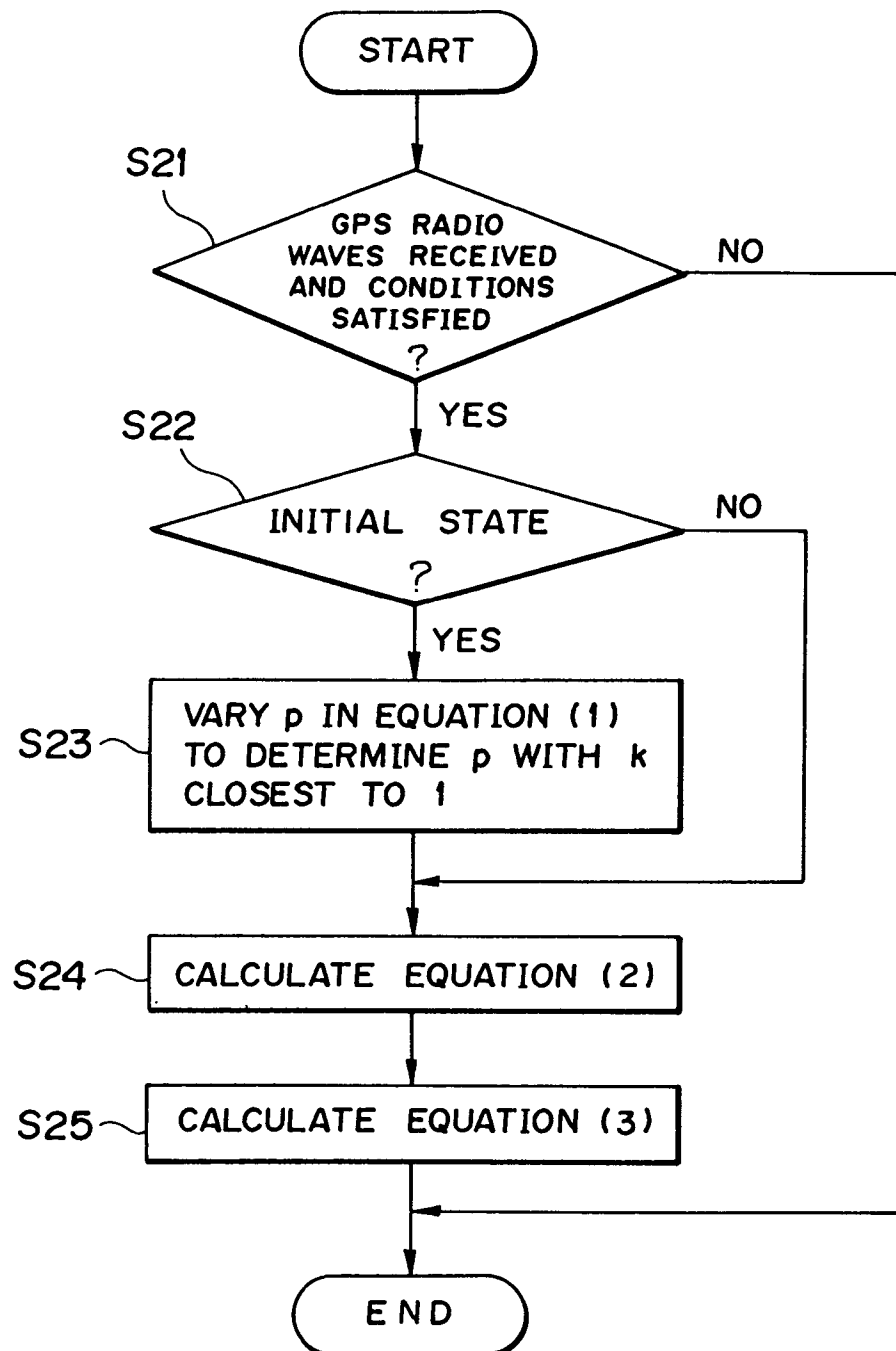 START
S21
GPS RADIO
WAVES RECEIVED
AND CONDITIONS
SATISFIED
?
NO
YES
S22
INITIAL STATE
?
NO
YES
S23
VARY p IN EQUATION (1)
TO DETERMINE p WITH k
CLOSEST TO 1
S24
CALCULATE EQUATION (2)
S25
CALCULATE EQUATION (3)
END